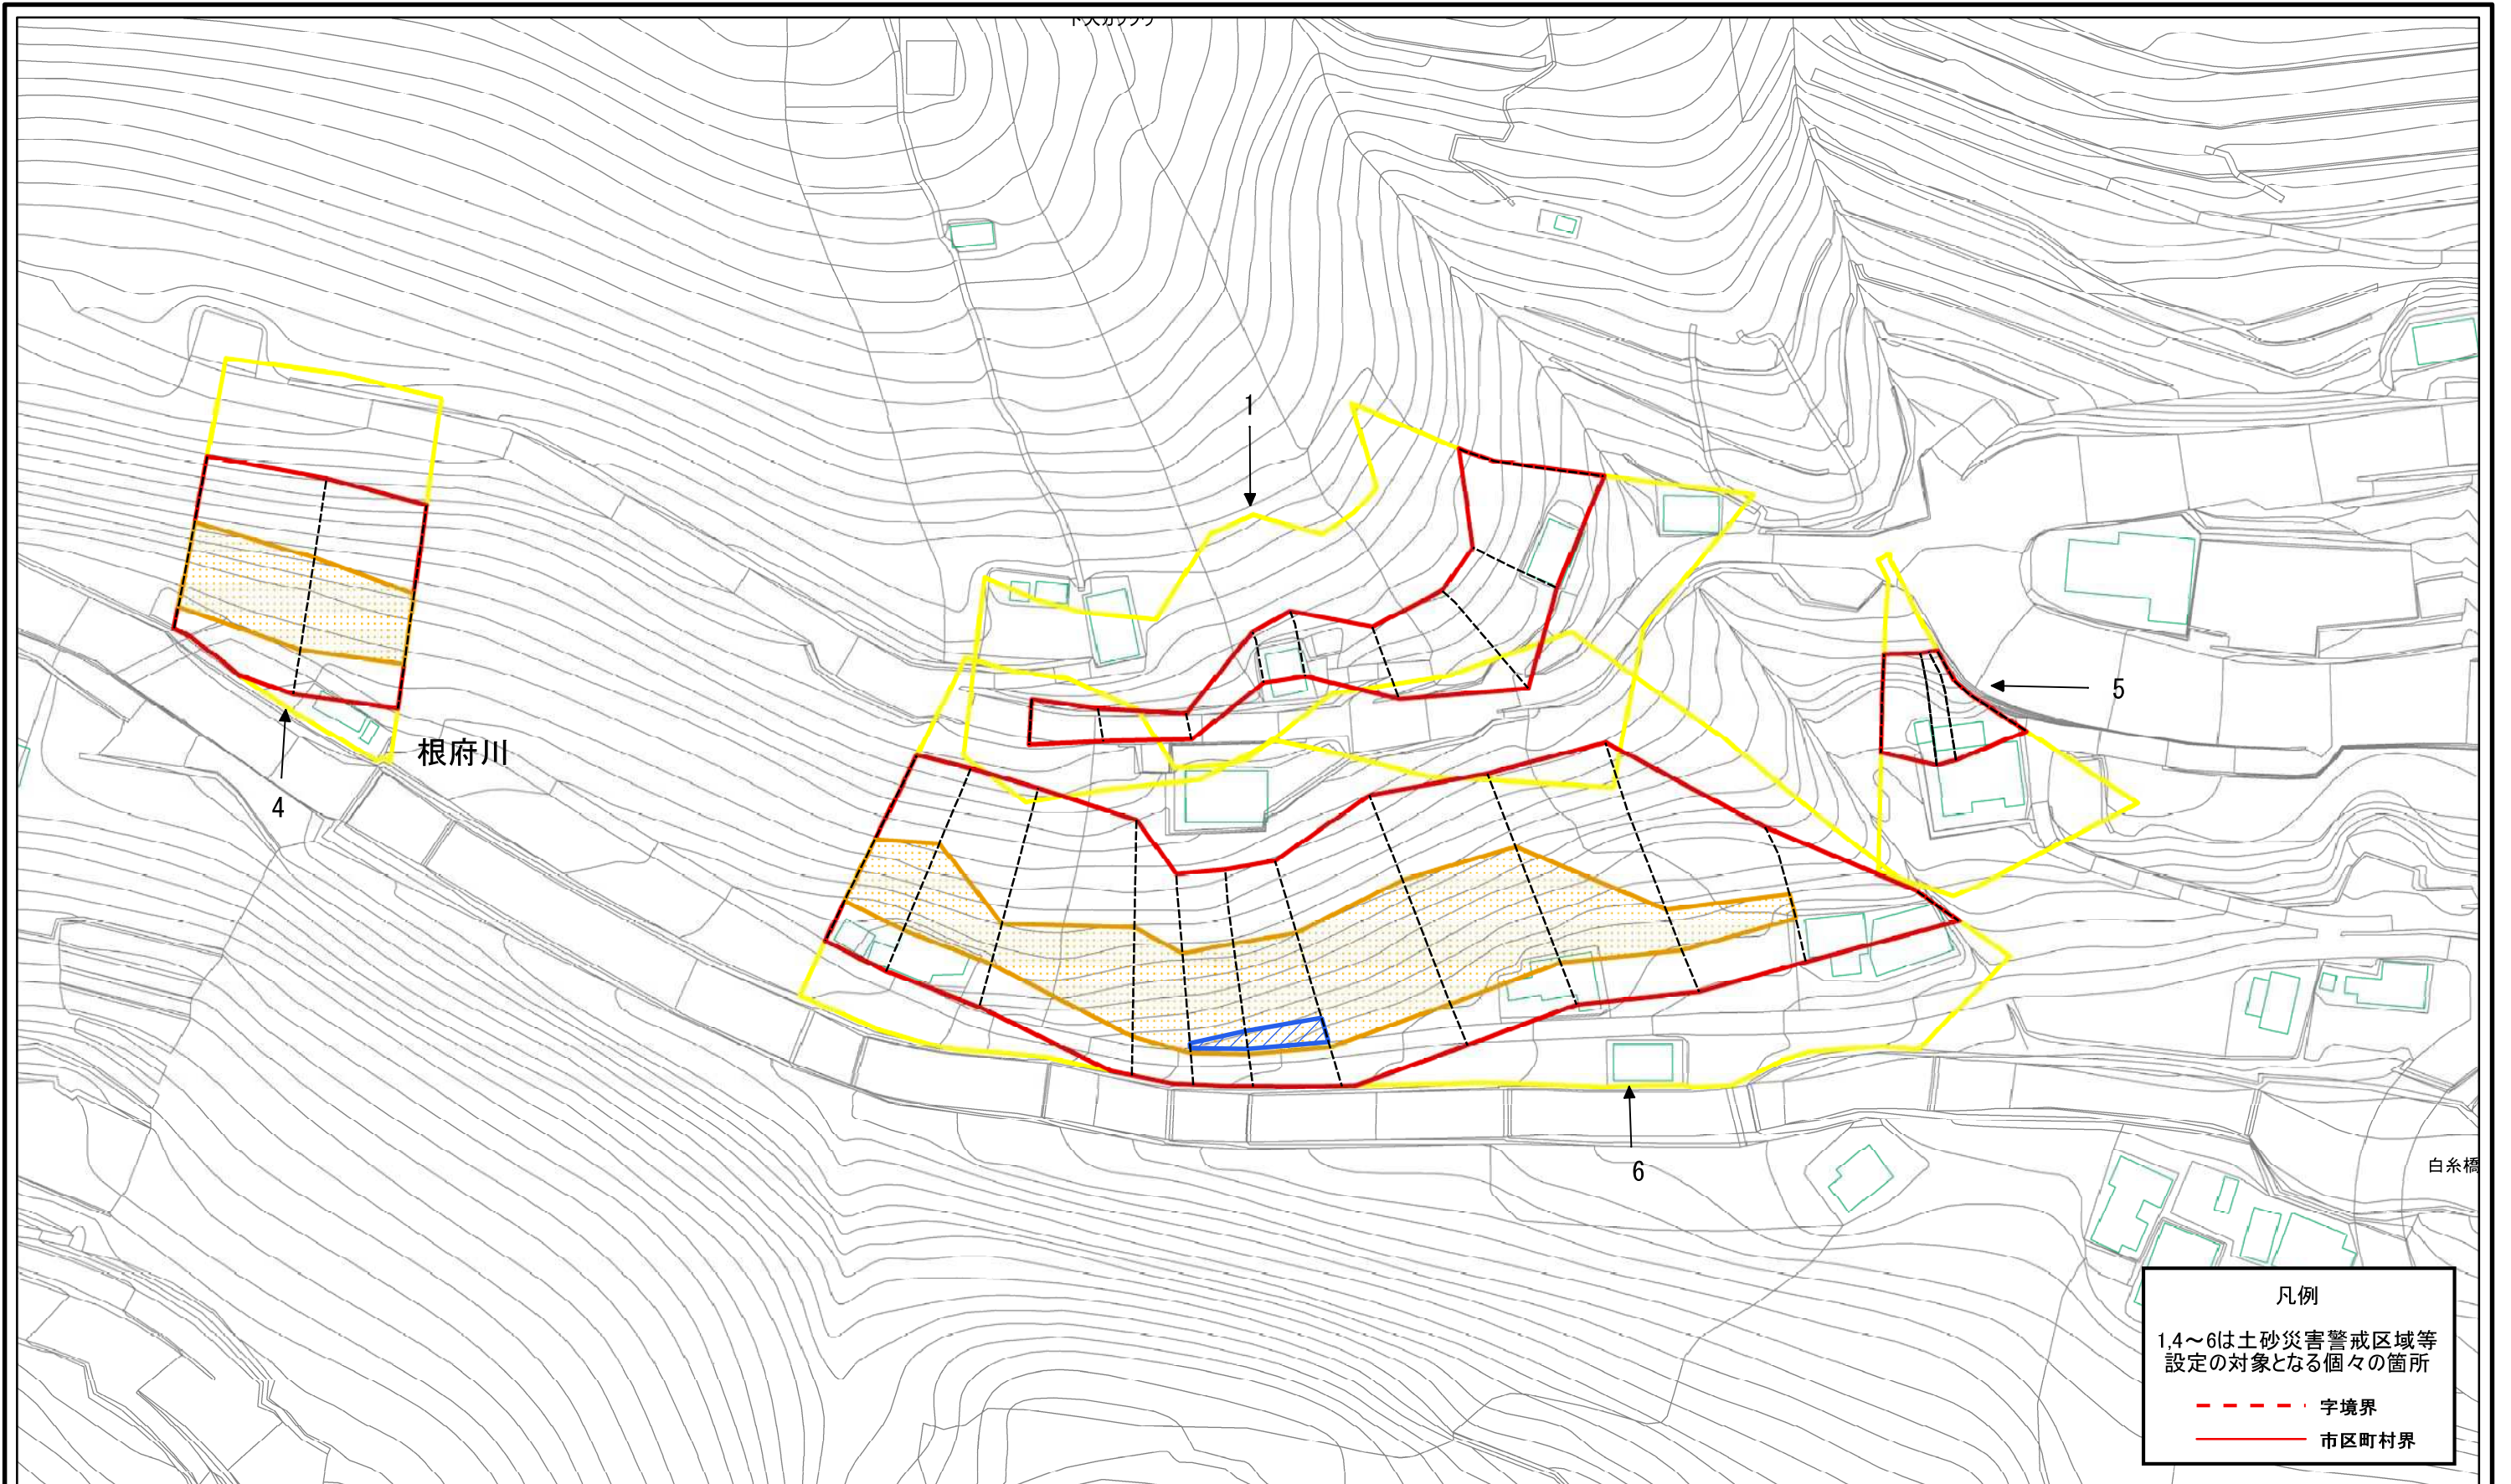 1
根府川
4
5
6
白糸橋
凡例
1,4～6は土砂災害警戒区域等
設定の対象となる個々の箇所
字境界
市区町村界